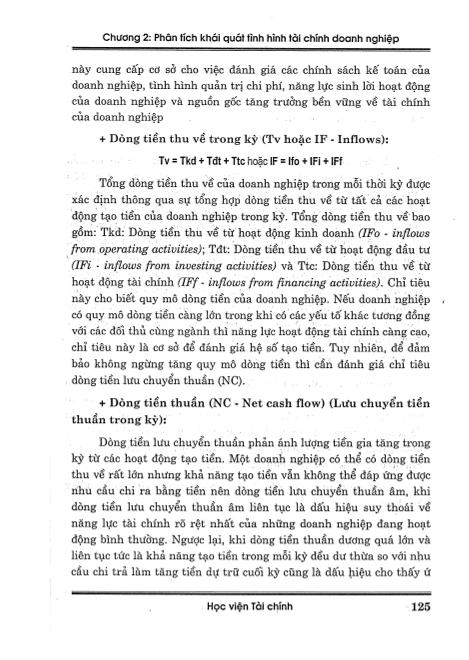 Chương 2: Phân tích khái quát tình hình tài chính doanh nghiệp
này cung cấp cơ sở cho việc đánh giá các chính sách kế toán của
doanh nghiệp, tình hình quản trị chi phí, năng lực sinh lời hoạt động
của doanh nghiệp và nguồn gốc tăng trưởng bền vững về tài chính
của doanh nghiệp
+ Dòng tiền thu về trong kỳ (Tv hoặc IF - Inflows):
Tv = Tkd + Tđt + Ttc hoặc IF = Ifo + IFi + IFf
Tổng dòng tiền thu về của doanh nghiệp trong mỗi thời kỳ được
xác định thông qua sự tổng hợp dòng tiền thu về từ tất cả các hoạt
động tạo tiền của doanh nghiệp trong kỳ. Tổng dòng tiền thu về bao
gồm: Tkd: Dòng tiền thu về từ hoạt động kinh doanh (IFo - inflows
from operating activities); Tđt: Dòng tiền thu về từ hoạt động đầu tư
(IFi - inflows from investing activities) và Ttc: Dòng tiền thu về từ
hoạt động tài chính (IFf - inflows from financing activities). Chỉ tiêu
này cho biết quy mô dòng tiền của doanh nghiệp. Nếu doanh nghiệp
có quy mô dòng tiền càng lớn trong khi có các yếu tố khác tương đồng
với các đối thủ cùng ngành thì năng lực hoạt động tài chính càng cao,
chỉ tiêu này là cơ sở để đánh giá hệ số tạo tiền. Tuy nhiên, để đảm
bảo không ngừng tăng quy mô dòng tiền thì cần đánh giá chỉ tiêu
dòng tiền lưu chuyển thuần (NC).
+ Dòng tiền thuần (NC - Net cash flow) (Lưu chuyển tiền
thuần trong kỳ):
Dòng tiền lưu chuyển thuần phản ánh lượng tiền gia tăng trong
kỳ từ các hoạt động tạo tiền. Một doanh nghiệp có thể có dòng tiền
thu về rất lớn nhưng khả năng tạo tiền vẫn không thể đáp ứng được
nhu cầu chi ra bằng tiền nên dòng tiền lưu chuyển thuần âm, khi
dòng tiền lưu chuyển thuần âm liên tục là dấu hiệu suy thoái về
năng lực tài chính rõ rệt nhất của những doanh nghiệp đang hoạt
động bình thường. Ngược lại, khi dòng tiền thuần dương quá lớn và
liên tục tức là khả năng tạo tiền trong mỗi kỳ đều dư thừa so với nhu
cầu chi trả làm tăng tiền dự trữ cuối kỳ cũng là dấu hiệu cho thấy ứ
Học viện Tài chính
125